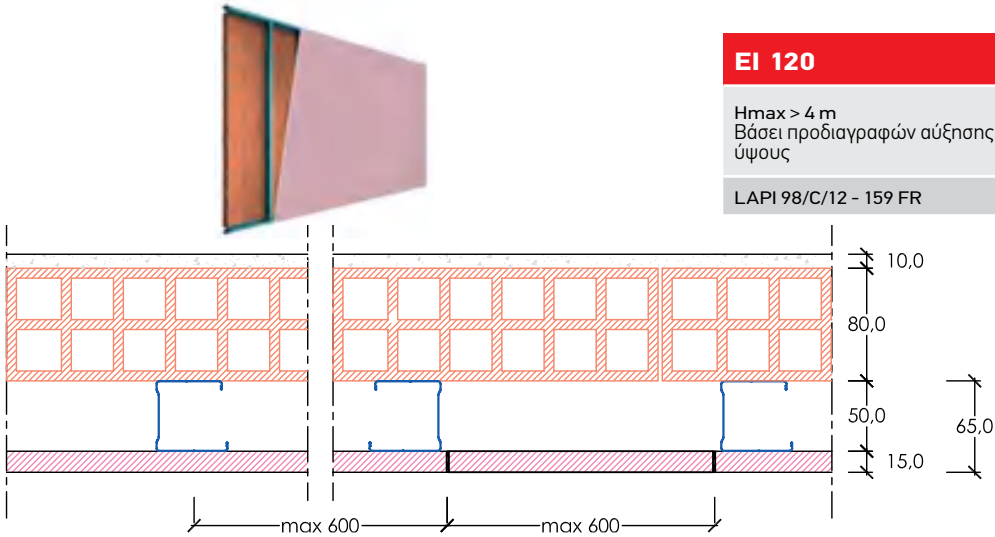 EI 120
Hmax > 4 m
Βάσει προδιαγραφών αύξησης
ύψους
LAPI 98/C/12 - 159 FR
10,0
80,0
50,0
65,0
15,0
max 600
max 600